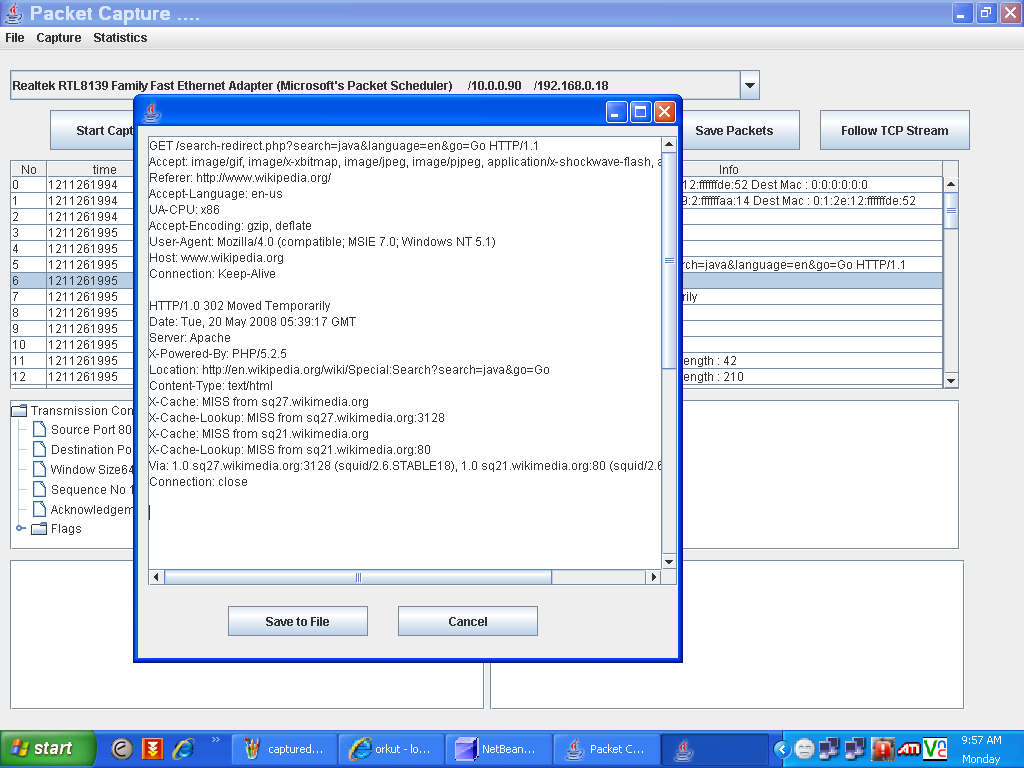 Packet Capture ....
File Capture Statistics
Realtek RTL8139 Family Fast Ethernet Adapter (Microsoft's Packet Scheduler) /10.0.0.90 /192.168.0.18
Start Capt
Save Packets
Follow TCP Stream
No time Info
0 1211261994 12:ffffffde:52 Dest Mac : 0:0:0:0:0:0
1 1211261994 9:2:ffffffaa:14 Dest Mac : 0:1:2e:12:ffffffde:52
2 1211261994
3 1211261995
4 1211261995
5 1211261995 rch=java&language=en&go=Go HTTP/1.1
6 1211261995
7 1211261995 rily
8 1211261995
9 1211261995
10 1211261995
11 1211261995 ength : 42
12 1211261995 ength : 210
Transmission Con
Source Port 80
Destination Po
Window Size64
Sequence No 1
Acknowledgem
Flags
GET /search-redirect.php?search=java&language=en&go=Go HTTP/1.1
Accept: image/gif, image/x-xbitmap, image/jpeg, image/pjpeg, application/x-shockwave-flash, a
Referer: http://www.wikipedia.org/
Accept-Language: en-us
UA-CPU: x86
Accept-Encoding: gzip, deflate
User-Agent: Mozilla/4.0 (compatible; MSIE 7.0; Windows NT 5.1)
Host: www.wikipedia.org
Connection: Keep-Alive
HTTP/1.0 302 Moved Temporarily
Date: Tue, 20 May 2008 05:39:17 GMT
Server: Apache
X-Powered-By: PHP/5.2.5
Location: http://en.wikipedia.org/wiki/Special:Search?search=java&go=Go
Content-Type: text/html
X-Cache: MISS from sq27.wikimedia.org
X-Cache-Lookup: MISS from sq27.wikimedia.org:3128
X-Cache: MISS from sq21.wikimedia.org
X-Cache-Lookup: MISS from sq21.wikimedia.org:80
Via: 1.0 sq27.wikimedia.org:3128 (squid/2.6.STABLE18), 1.0 sq21.wikimedia.org:80 (squid/2.6
Connection: close
Save to File
Cancel
start
captured...
orkut - lo...
NetBean...
Packet C...
ATI
9:57 AM
Monday